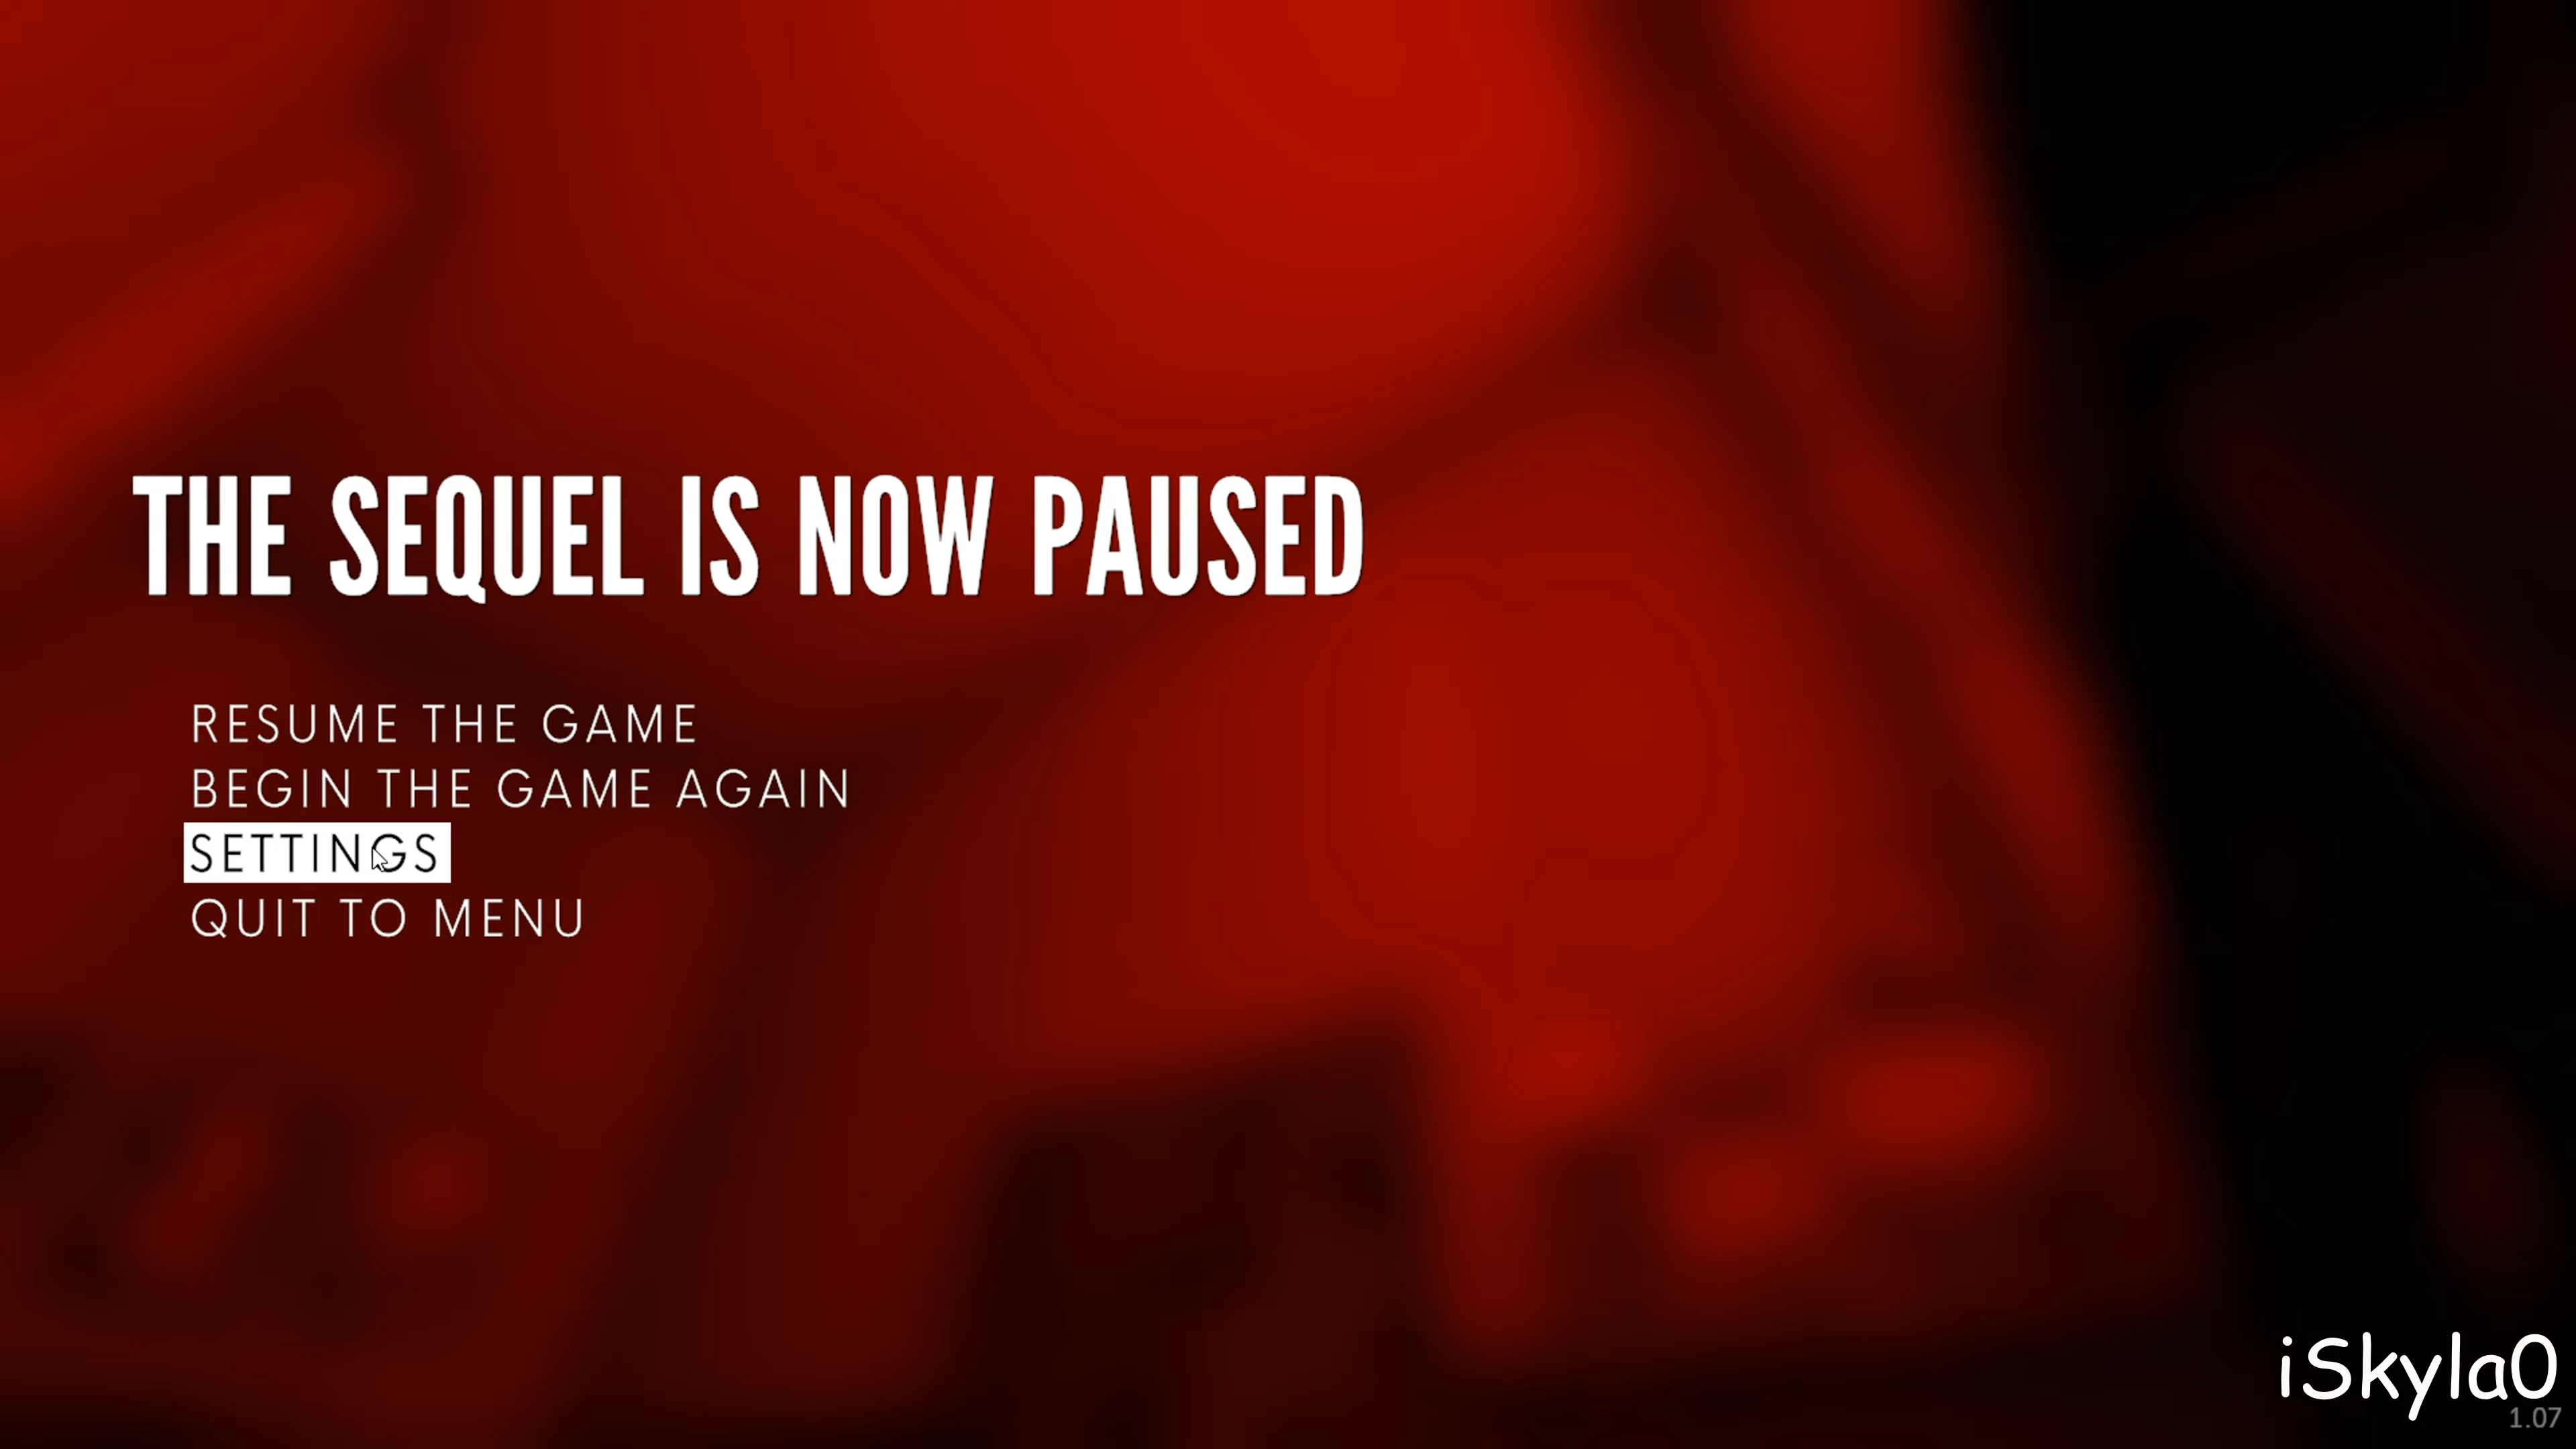 THE SEQUEL IS NOW PAUSED
RESUME THE GAME
BEGIN THE GAME AGAIN
SETTINGS
QUIT TO MENU
iSkyla0
1.07